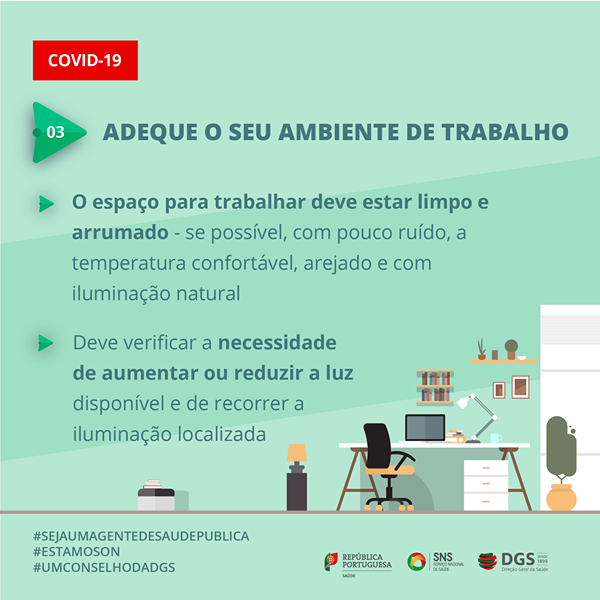 COVID-19
03
ADEQUE O SEU AMBIENTE DE TRABALHO
O espaço para trabalhar deve estar limpo e
arrumado - se possível, com pouco ruído, a
temperatura confortável, arejado e com
iluminação natural
Deve verificar a necessidade
de aumentar ou reduzir a luz
disponível e de recorrer a
iluminação localizada
#SEJAUMAGENTEDESAUDEPUBLICA
#ESTAMOSON
#UMCONSELHODADGS
REPÚBLICA
PORTUGUESA
SAÚDE
SNS
SERVIÇO NACIONAL
DE SAÚDE
DGS
desde
1899
Direção-Geral da Saúde